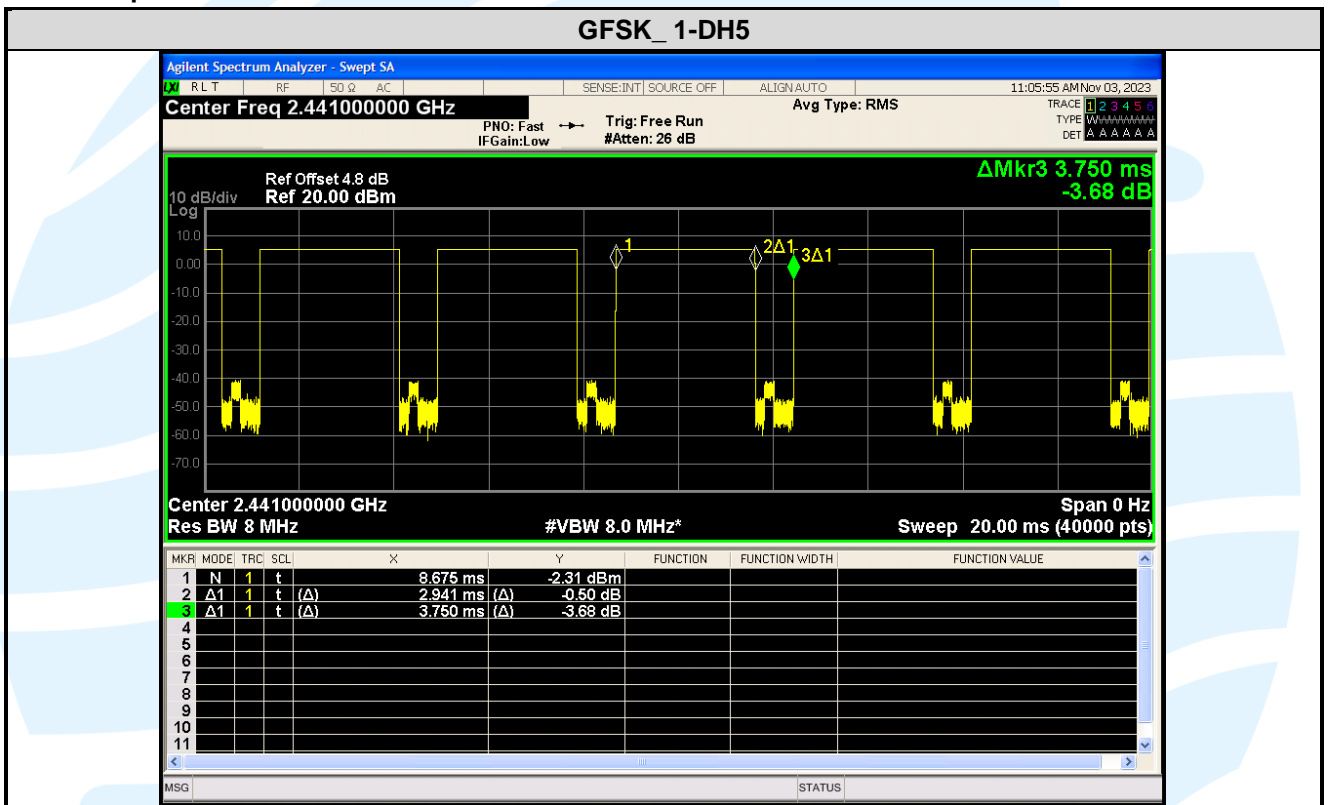 GFSK_ 1-DH5
Agilent Spectrum Analyzer - Swept SA
LXI RLT RF 50 Ω AC SENSE:INT SOURCE OFF ALIGN AUTO 11:05:55 AM Nov 03, 2023
Center Freq 2.441000000 GHz Avg Type: RMS TRACE 1 2 3 4 5 6
PNO: Fast Trig: Free Run TYPE
IFGain:Low #Atten: 26 dB DET A A A A A A
ΔMkr3 3.750 ms
-3.68 dB
Ref Offset 4.8 dB
10 dB/div Ref 20.00 dBm
Log
10.0
0.00
-10.0
-20.0
-30.0
-40.0
-50.0
-60.0
-70.0
1 2Δ1 3Δ1
Center 2.441000000 GHz Span 0 Hz
Res BW 8 MHz #VBW 8.0 MHz* Sweep 20.00 ms (40000 pts)
MKR MODE TRC SCL X Y FUNCTION FUNCTION WIDTH FUNCTION VALUE
1 N 1 t 8.675 ms -2.31 dBm
2 Δ1 1 t (Δ) 2.941 ms (Δ) -0.50 dB
3 Δ1 1 t (Δ) 3.750 ms (Δ) -3.68 dB
4
5
6
7
8
9
10
11
MSG STATUS